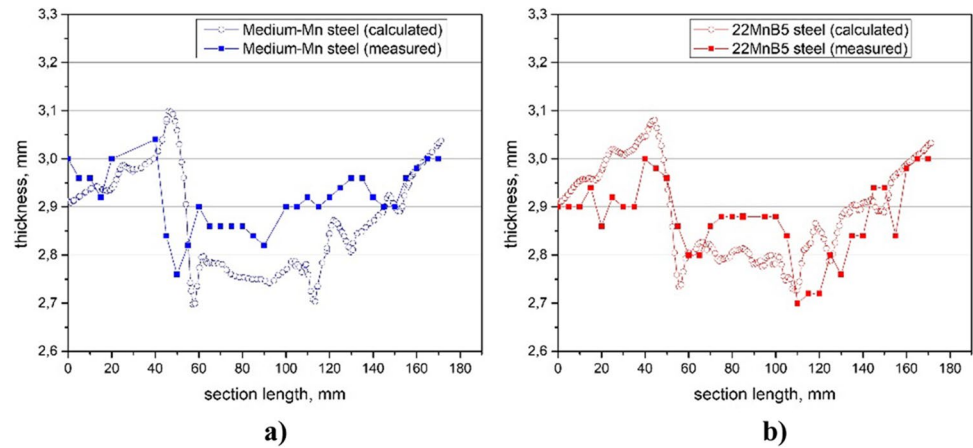 Medium-Mn steel (calculated)
Medium-Mn steel (measured)
3,3
3,2
3,1
3,0
2,9
2,8
2,7
2,6
thickness, mm
0 20 40 60 80 100 120 140 160 180
section length, mm
a)
22MnB5 steel (calculated)
22MnB5 steel (measured)
3,3
3,2
3,1
3,0
2,9
2,8
2,7
2,6
thickness, mm
0 20 40 60 80 100 120 140 160 180
section length, mm
b)